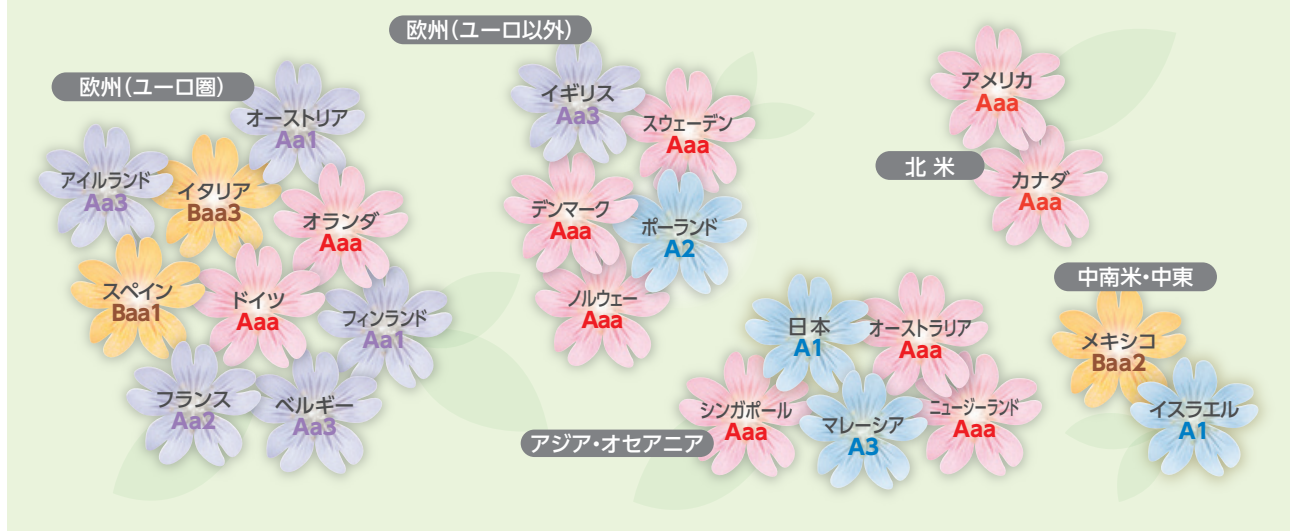 欧州(ユーロ圏)
オーストリア
Aa1
アイルランド
Aa3
イタリア
Baa3
オランダ
Aaa
スペイン
Baa1
ドイツ
Aaa
フィンランド
Aa1
フランス
Aa2
ベルギー
Aa3
欧州(ユーロ以外)
イギリス
Aa3
スウェーデン
Aaa
デンマーク
Aaa
ポーランド
A2
ノルウェー
Aaa
北 米
アメリカ
Aaa
カナダ
Aaa
アジア・オセアニア
日本
A1
オーストラリア
Aaa
シンガポール
Aaa
マレーシア
A3
ニュージーランド
Aaa
中南米・中東
メキシコ
Baa2
イスラエル
A1